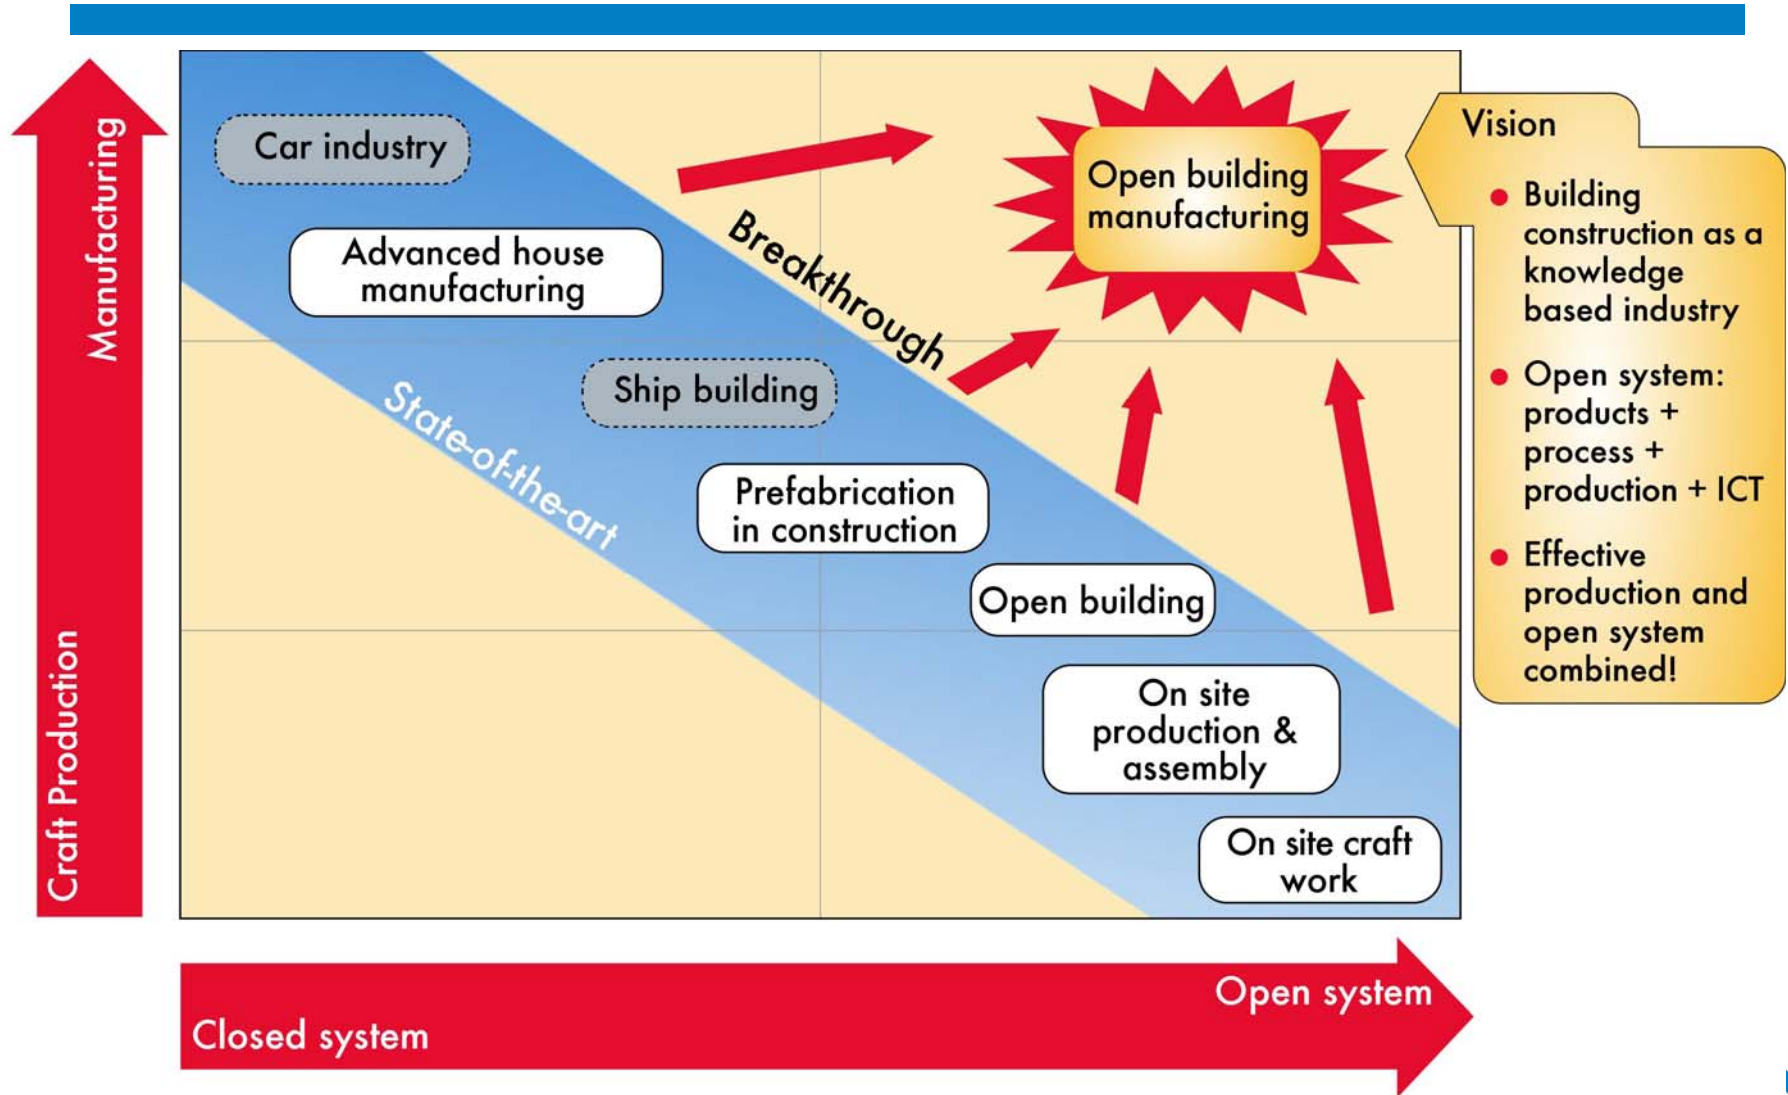 Manufacturing
Craft Production
Car industry
Advanced house
manufacturing
Ship building
Prefabrication
in construction
Open building
On site
production &
assembly
On site craft
work
State-of-the-art
Breakthrough
Open building
manufacturing
Vision
Building
construction as a
knowledge
based industry
Open system:
products +
process +
production + ICT
Effective
production and
open system
combined!
Closed system
Open system